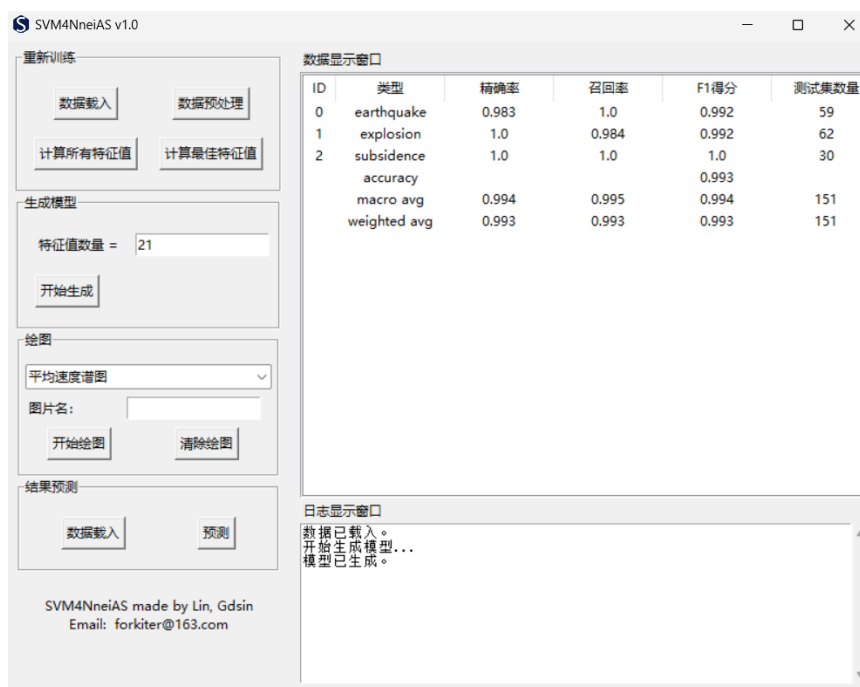 SVM4NneiAS v1.0
重新训练
数据载入 数据预处理
计算所有特征值 计算最佳特征值
生成模型
特征值数量 = 21
开始生成
绘图
平均速度谱图
图片名:
开始绘图 清除绘图
结果预测
数据载入 预测
SVM4NneiAS made by Lin, Gdsin
Email: forkiter@163.com
数据显示窗口
ID 类型 精确率 召回率 F1得分 测试集数量
0 earthquake 0.983 1.0 0.992 59
1 explosion 1.0 0.984 0.992 62
2 subsidence 1.0 1.0 1.0 30
accuracy 0.993
macro avg 0.994 0.995 0.994 151
weighted avg 0.993 0.993 0.993 151
日志显示窗口
数据已载入。
开始生成模型...
模型已生成。